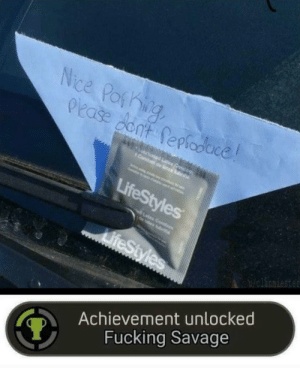 Nice Parking,
Please don't reproduce!
LifeStyles
LifeStyles
Achievement unlocked
Fucking Savage